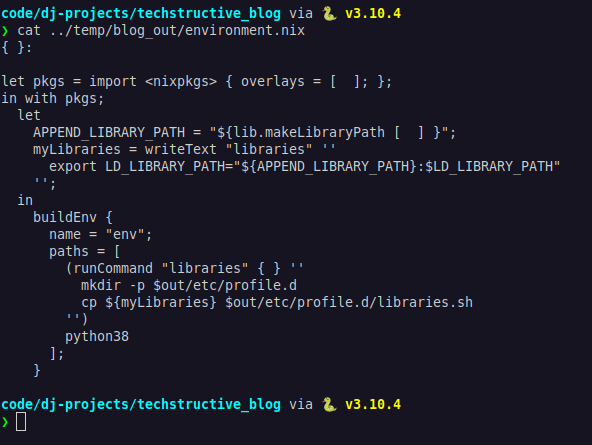 code/dj-projects/techstructive_blog via 🐍 v3.10.4
❯ cat ../temp/blog_out/environment.nix
{ }:

let pkgs = import <nixpkgs> { overlays = [  ]; };
in with pkgs;
  let
    APPEND_LIBRARY_PATH = "${lib.makeLibraryPath [  ] }";
    myLibraries = writeText "libraries" ''
      export LD_LIBRARY_PATH="${APPEND_LIBRARY_PATH}:$LD_LIBRARY_PATH"
    '';
  in
    buildEnv {
      name = "env";
      paths = [
        (runCommand "libraries" { } ''
          mkdir -p $out/etc/profile.d
          cp ${myLibraries} $out/etc/profile.d/libraries.sh
        '')
        python38
      ];
    }

code/dj-projects/techstructive_blog via 🐍 v3.10.4
❯